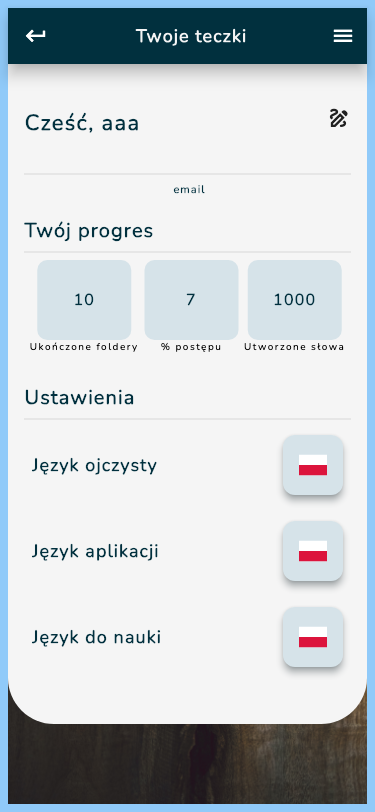 Twoje teczki
Cześć, aaa
email
Twój progres
10 7 1000
Ukończone foldery % postępu Utworzone słowa
Ustawienia
Język ojczysty
Język aplikacji
Język do nauki